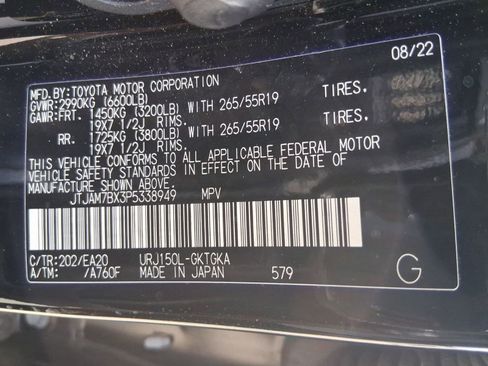 08/22
MFD.BY:TOYOTA MOTOR CORPORATION
GVWR:2990KG (6600LB)
GAWR:FRT. 1450KG (3200LB) WITH 265/55R19 TIRES,
19X7 1/2J RIMS.
RR. 1725KG (3800LB) WITH 265/55R19 TIRES,
19X7 1/2J RIMS.
THIS VEHICLE CONFORMS TO ALL APPLICABLE FEDERAL MOTOR
VEHICLE SAFETY STANDARDS IN EFFECT ON THE DATE OF
MANUFACTURE SHOWN ABOVE.
JTJAM7BX3P5338949 MPV
C/TR:202/EA20 URJ150L-GKTGKA
A/TM: /A760F MADE IN JAPAN 579
G